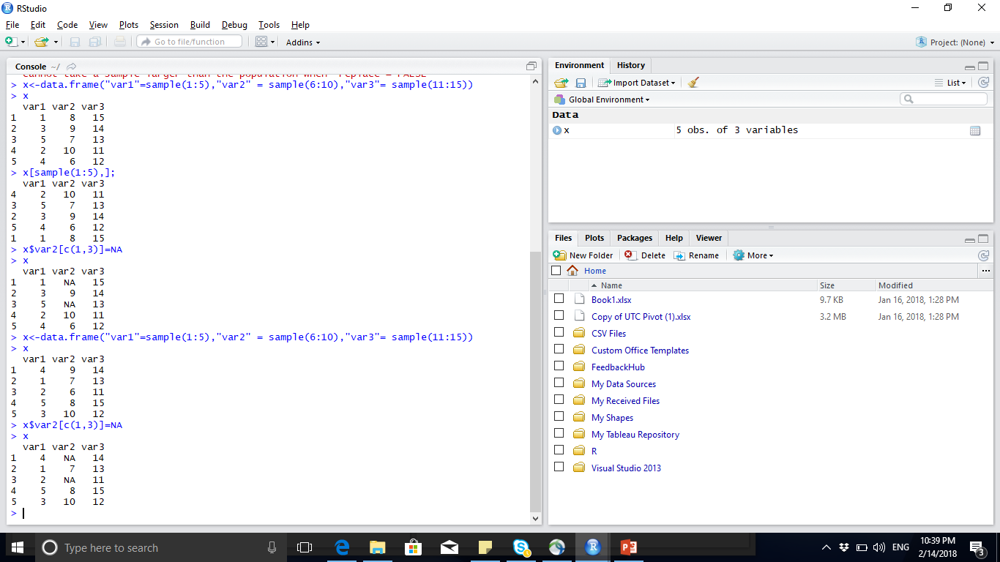 RStudio
File Edit Code View Plots Session Build Debug Tools Help
Go to file/function Addins Project: (None)
Console ~/
cannot take a sample larger than the population when 'replace = FALSE'
> x<-data.frame("var1"=sample(1:5),"var2" = sample(6:10),"var3"= sample(11:15))
> x
var1 var2 var3
1 1 8 15
2 3 9 14
3 5 7 13
4 2 10 11
5 4 6 12
> x[sample(1:5),];
var1 var2 var3
4 2 10 11
3 5 7 13
2 3 9 14
5 4 6 12
1 1 8 15
> x$var2[c(1,3)]=NA
> x
var1 var2 var3
1 1 NA 15
2 3 9 14
3 5 NA 13
4 2 10 11
5 4 6 12
> x<-data.frame("var1"=sample(1:5),"var2" = sample(6:10),"var3"= sample(11:15))
> x
var1 var2 var3
1 4 9 14
2 1 7 13
3 2 6 11
4 5 8 15
5 3 10 12
> x$var2[c(1,3)]=NA
> x
var1 var2 var3
1 4 NA 14
2 1 7 13
3 2 NA 11
4 5 8 15
5 3 10 12
>
Environment History
Import Dataset List
Global Environment
Data
x 5 obs. of 3 variables
Files Plots Packages Help Viewer
New Folder Delete Rename More
Home ...
Name Size Modified
Book1.xlsx 9.7 KB Jan 16, 2018, 1:28 PM
Copy of UTC Pivot (1).xlsx 3.2 MB Jan 16, 2018, 1:28 PM
CSV Files
Custom Office Templates
FeedbackHub
My Data Sources
My Received Files
My Shapes
My Tableau Repository
R
Visual Studio 2013
Type here to search
ENG
10:39 PM
2/14/2018
3